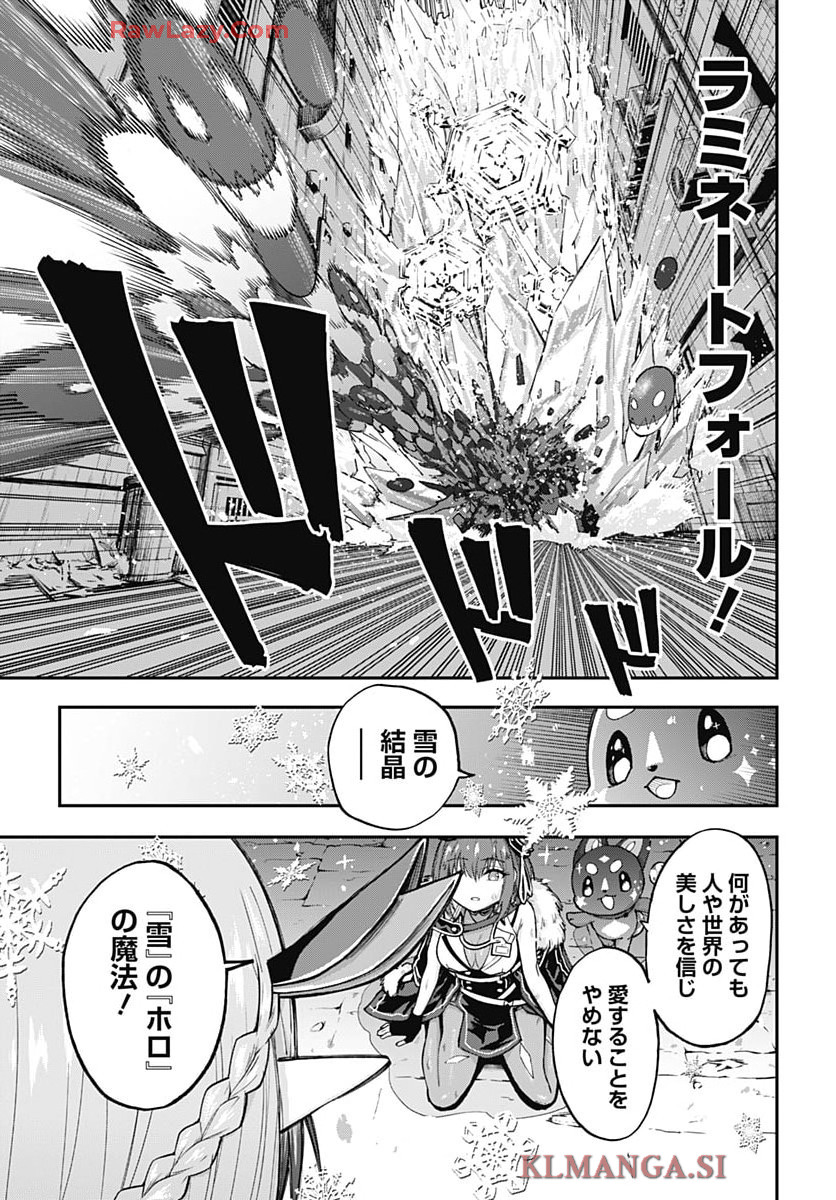 RawLazy.Com
ラミネートフォール!
ドドドド
雪の
結晶
──
何があっても
人や世界の
美しさを信じ
愛することを
やめない
『雪』の『ホロ』
の魔法!
KLMANGA.SI